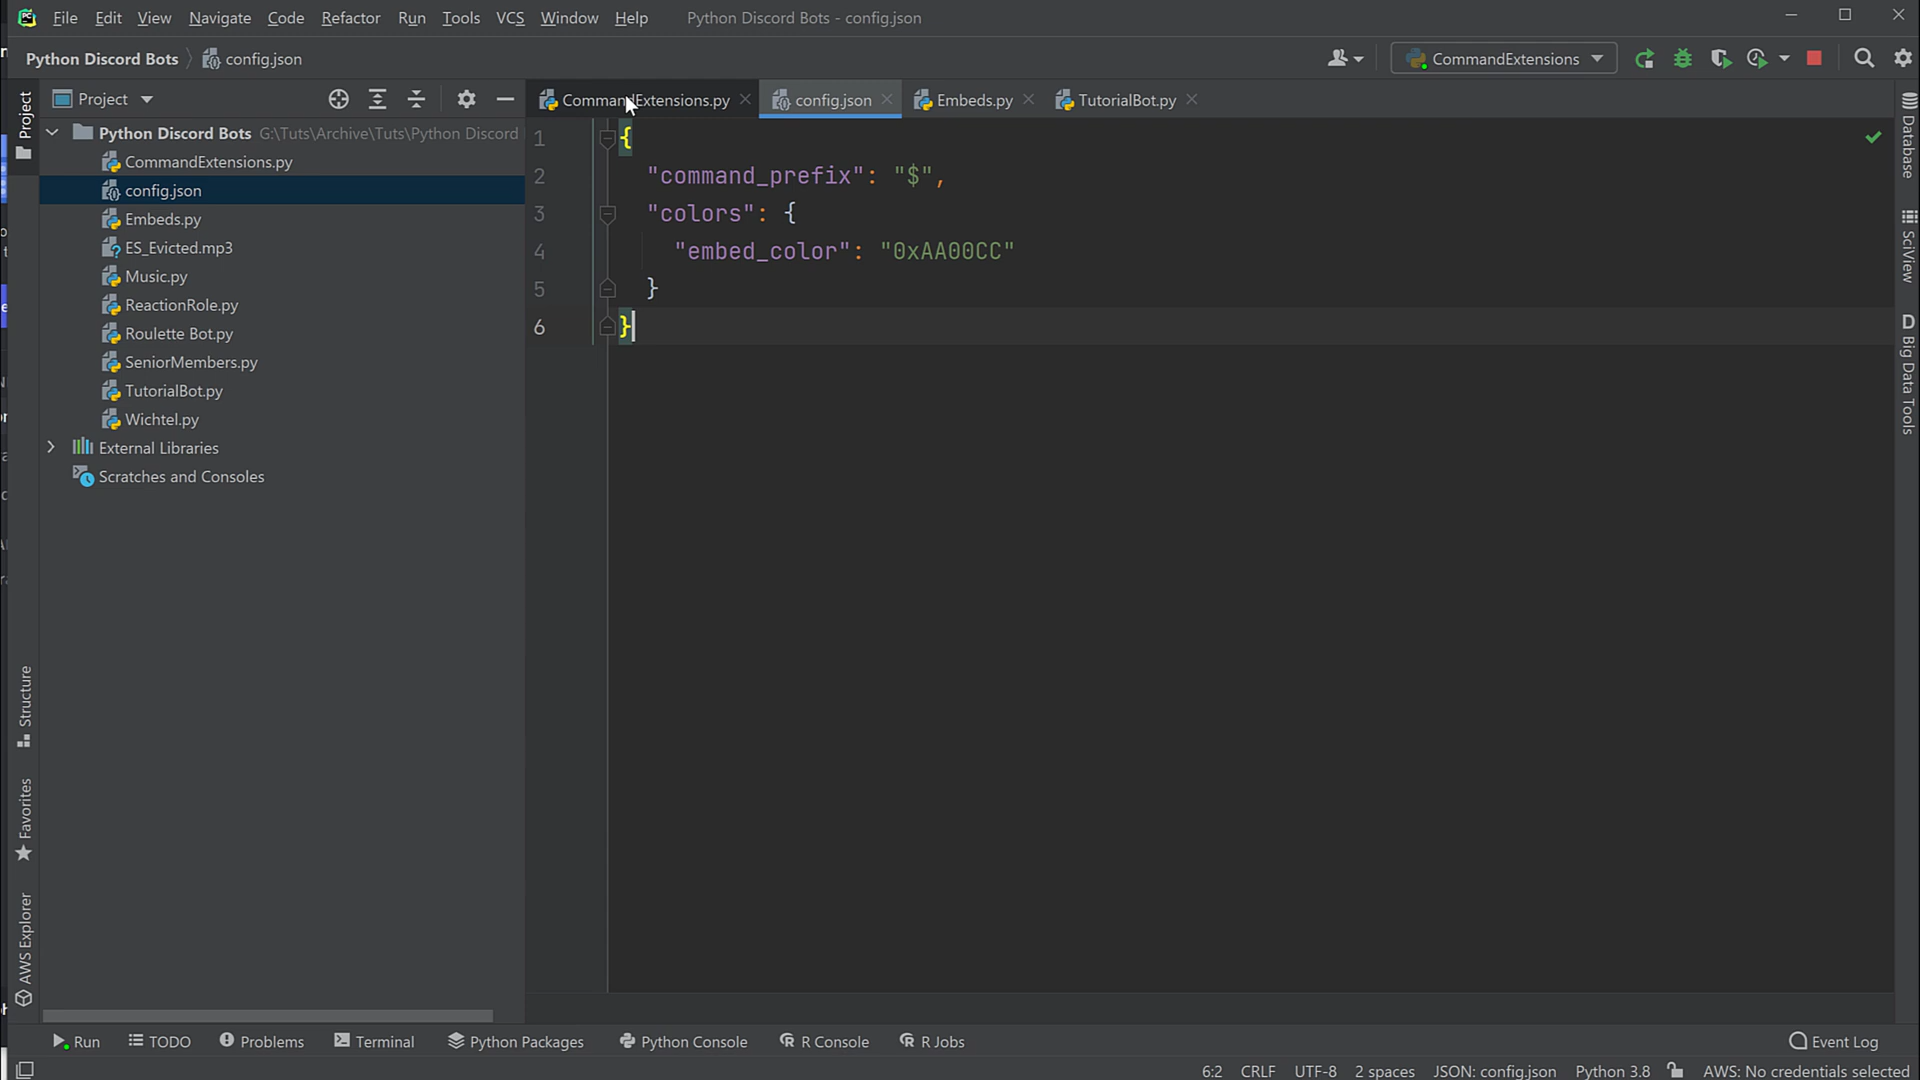 PC File Edit View Navigate Code Refactor Run Tools VCS Window Help Python Discord Bots - config.json
Python Discord Bots config.json CommandExtensions
Project CommandExtensions.py config.json Embeds.py TutorialBot.py
Python Discord Bots G:\Tuts\Archive\Tuts\Python Discord
CommandExtensions.py
config.json
Embeds.py
ES_Evicted.mp3
Music.py
ReactionRole.py
Roulette Bot.py
SeniorMembers.py
TutorialBot.py
Wichtel.py
External Libraries
Scratches and Consoles
1 {
2 "command_prefix": "$",
3 "colors": {
4 "embed_color": "0xAA00CC"
5 }
6 }
Project
Structure
Favorites
AWS Explorer
Database
SciView
D Big Data Tools
Run TODO Problems Terminal Python Packages Python Console R Console R Jobs Event Log
6:2 CRLF UTF-8 2 spaces JSON: config.json Python 3.8 AWS: No credentials selected